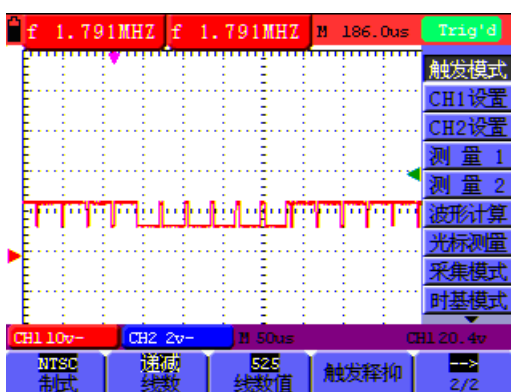 f 1.791MHZ f 1.791MHZ M 186.0us Trig'd
触发模式
CH1设置
CH2设置
测 量 1
测 量 2
波形计算
光标测量
采集模式
时基模式
CH1 10v- CH2 2v- M 50us CH1 20.4v
NTSC 递减 525 触发释抑 -->
制式 线数 线数值 2/2